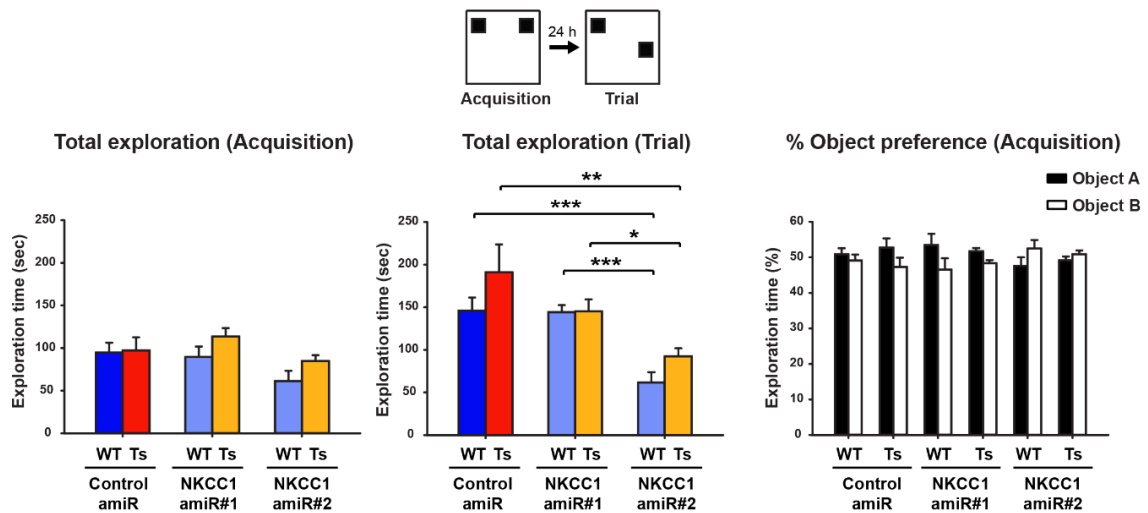 24 h
Acquisition Trial
Total exploration (Acquisition)
Exploration time (sec)
250
200
150
100
50
0
WT Ts WT Ts WT Ts
Control NKCC1 NKCC1
amiR amiR#1 amiR#2
Total exploration (Trial)
**
***
*
***
Exploration time (sec)
250
200
150
100
50
0
WT Ts WT Ts WT Ts
Control NKCC1 NKCC1
amiR amiR#1 amiR#2
% Object preference (Acquisition)
Object A
Object B
Exploration time (%)
60
50
40
30
20
10
0
WT Ts WT Ts WT Ts
Control NKCC1 NKCC1
amiR amiR#1 amiR#2